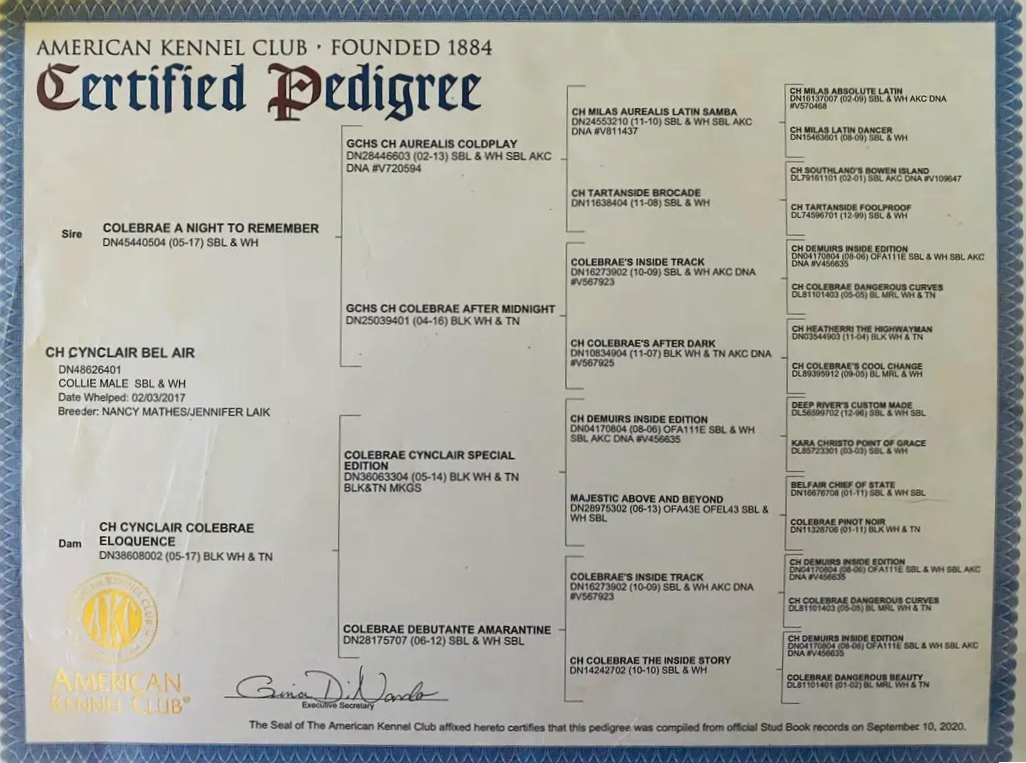 AMERICAN KENNEL CLUB · FOUNDED 1884
Certified Pedigree
Sire
COLEBRAE A NIGHT TO REMEMBER
DN45440504 (05-17) SBL & WH
CH CYNCLAIR BEL AIR
DN48626401
COLLIE MALE SBL & WH
Date Whelped: 02/03/2017
Breeder: NANCY MATHES/JENNIFER LAIK
Dam
CH CYNCLAIR COLEBRAE
ELOQUENCE
DN38608002 (05-17) BLK WH & TN
GCHS CH AUREALIS COLDPLAY
DN28446603 (02-13) SBL & WH SBL AKC
DNA #V720594
GCHS CH COLEBRAE AFTER MIDNIGHT
DN25039401 (04-16) BLK WH & TN
COLEBRAE CYNCLAIR SPECIAL
EDITION
DN36063304 (05-14) BLK WH & TN
BLK&TN MKGS
COLEBRAE DEBUTANTE AMARANTINE
DN28175707 (06-12) SBL & WH SBL
CH MILAS AUREALIS LATIN SAMBA
DN24553210 (11-10) SBL & WH SBL AKC
DNA #V811437
CH TARTANSIDE BROCADE
DN11638404 (11-08) SBL & WH
COLEBRAE'S INSIDE TRACK
DN16273902 (10-09) SBL & WH AKC DNA
#V567923
CH COLEBRAE'S AFTER DARK
DN10834904 (11-07) BLK WH & TN AKC DNA
#V567925
CH DEMUIRS INSIDE EDITION
DN04170804 (08-06) OFA111E SBL & WH
SBL AKC DNA #V456635
MAJESTIC ABOVE AND BEYOND
DN28975302 (06-13) OFA43E OFEL43 SBL &
WH SBL
COLEBRAE'S INSIDE TRACK
DN16273902 (10-09) SBL & WH AKC DNA
#V567923
CH COLEBRAE THE INSIDE STORY
DN14242702 (10-10) SBL & WH
CH MILAS ABSOLUTE LATIN
DN16137007 (02-09) SBL & WH AKC DNA
#V570468
CH MILAS LATIN DANCER
DN15463601 (08-09) SBL & WH
CH SOUTHLAND'S BOWEN ISLAND
DL79161101 (02-01) SBL AKC DNA #V109647
CH TARTANSIDE FOOLPROOF
DL74596701 (12-99) SBL & WH
CH DEMUIRS INSIDE EDITION
DN04170804 (08-06) OFA111E SBL & WH SBL AKC
DNA #V456635
CH COLEBRAE DANGEROUS CURVES
DL81101403 (05-05) BL MRL WH & TN
CH HEATHERRI THE HIGHWAYMAN
DN03544903 (11-04) BLK WH & TN
CH COLEBRAE'S COOL CHANGE
DL89395912 (09-05) BL MRL & WH
DEEP RIVER'S CUSTOM MADE
DL56599702 (12-96) SBL & WH SBL
KARA CHRISTO POINT OF GRACE
DL85723301 (03-03) SBL & WH
BELFAIR CHIEF OF STATE
DN16676708 (01-11) SBL & WH SBL
COLEBRAE PINOT NOIR
DN11328708 (01-11) BLK WH & TN
CH DEMUIRS INSIDE EDITION
DN04170804 (08-06) OFA111E SBL & WH SBL AKC
DNA #V456635
CH COLEBRAE DANGEROUS CURVES
DL81101403 (05-05) BL MRL WH & TN
CH DEMUIRS INSIDE EDITION
DN04170804 (08-06) OFA111E SBL & WH SBL AKC
DNA #V456635
COLEBRAE DANGEROUS BEAUTY
DL81101401 (01-02) BL MRL WH & TN
AMERICAN KENNEL CLUB
AKC
AMERICAN
KENNEL CLUB®
Gina DiNardo
Executive Secretary
The Seal of The American Kennel Club affixed hereto certifies that this pedigree was compiled from official Stud Book records on September 10, 2020.